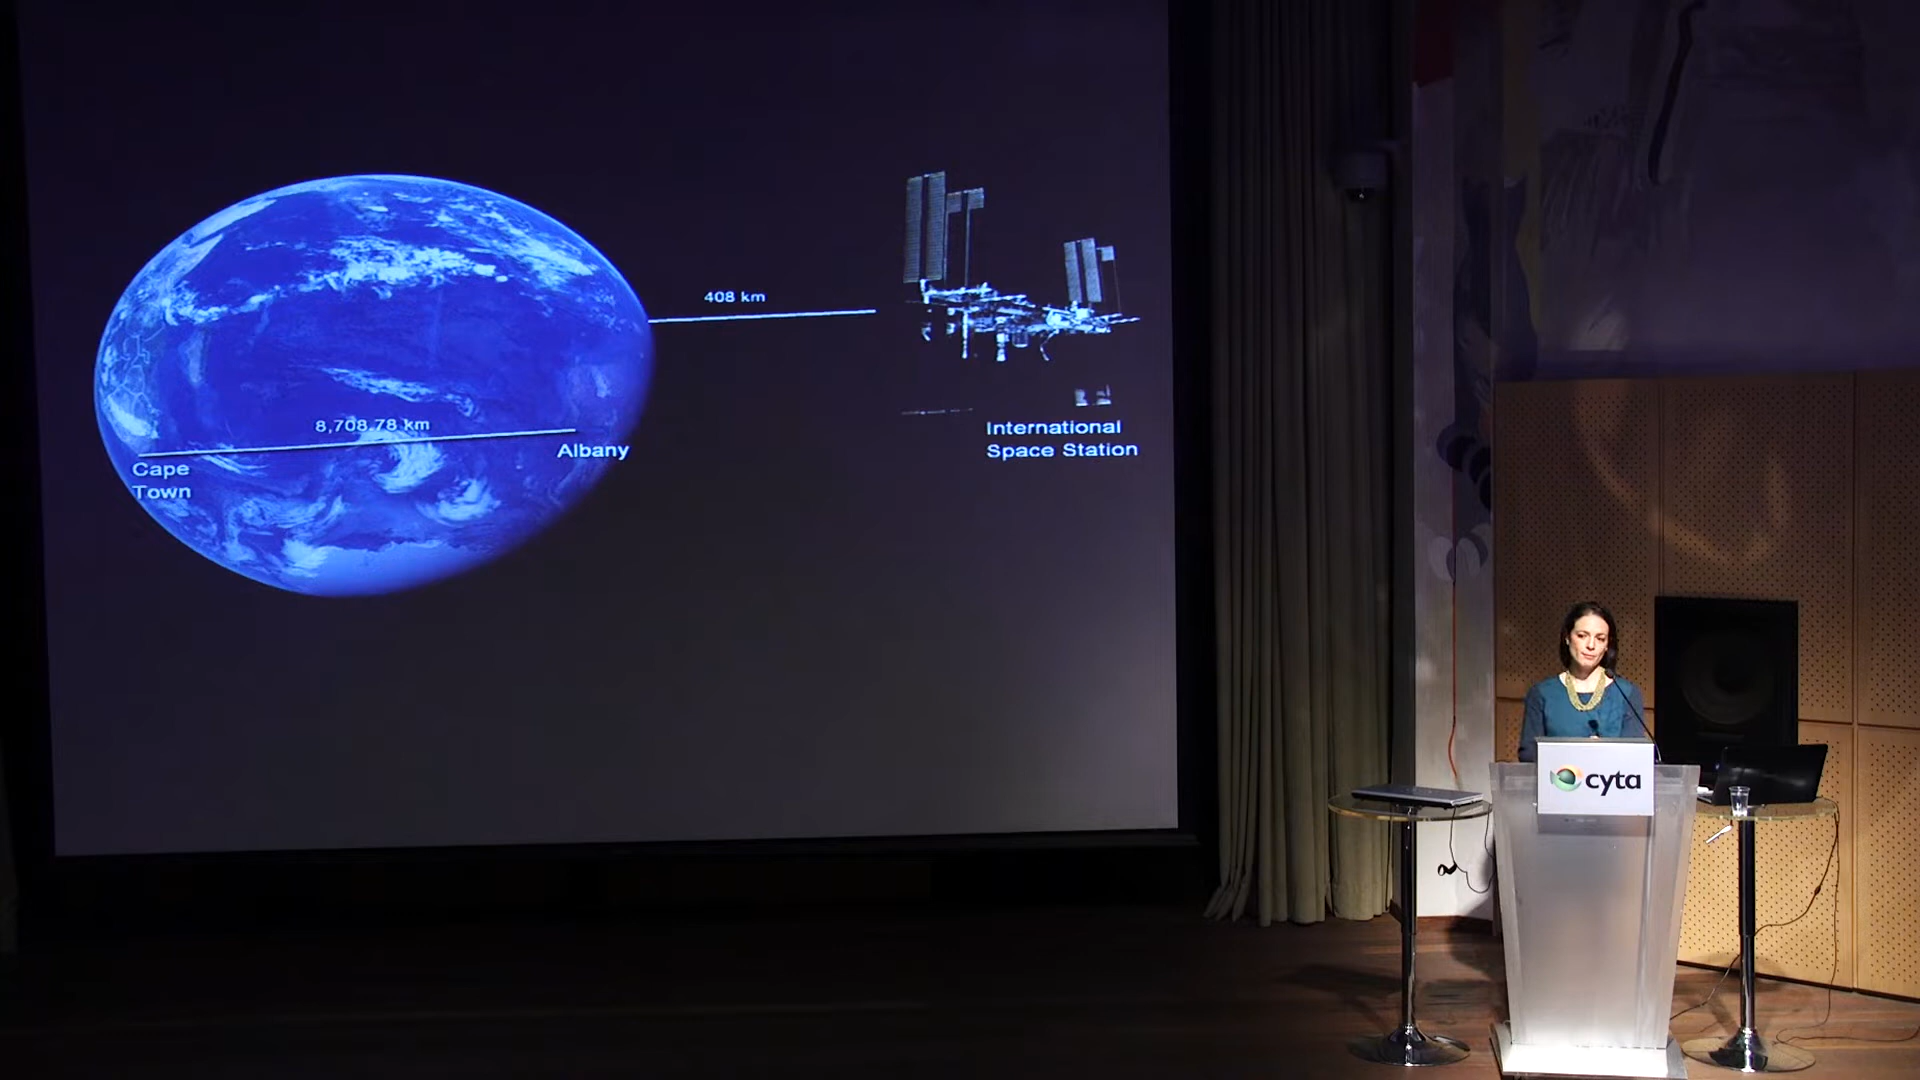 408 km
8,708.78 km
Albany
Cape
Town
International
Space Station
cyta